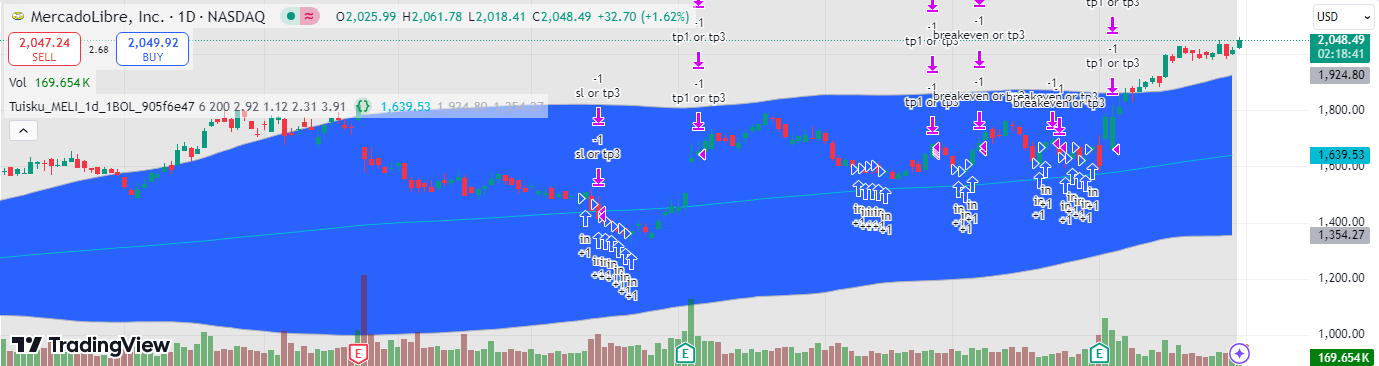 MercadoLibre, Inc. · 1D · NASDAQ O2,025.99 H2,061.78 L2,018.41 C2,048.49 +32.70 (+1.62%)
USD
2,047.24
SELL
2.68
2,049.92
BUY
Vol 169.654 K
Tuisku_MELI_1d_1BOL_905f6e47 6 200 2.92 1.12 2.31 3.91 {} 1,639.53 1,924.80 1,354.27
-1
tp1 or tp3
-1
tp1 or tp3
-1
sl or tp3
-1
sl or tp3
-1
tp1 or tp3
-1
tp1 or tp3
-1
breakeven or tp3
-1
breakeven or tp3
-1
breakeven or tp3
tp1 or tp3
-1
tp1 or tp3
in
+1
in
+1
in
+1
in
+1
in
+1
in
+1
2,048.49
02:18:41
1,924.80
1,800.00
1,639.53
1,600.00
1,400.00
1,354.27
1,200.00
1,000.00
169.654 K
TradingView
E
E
E